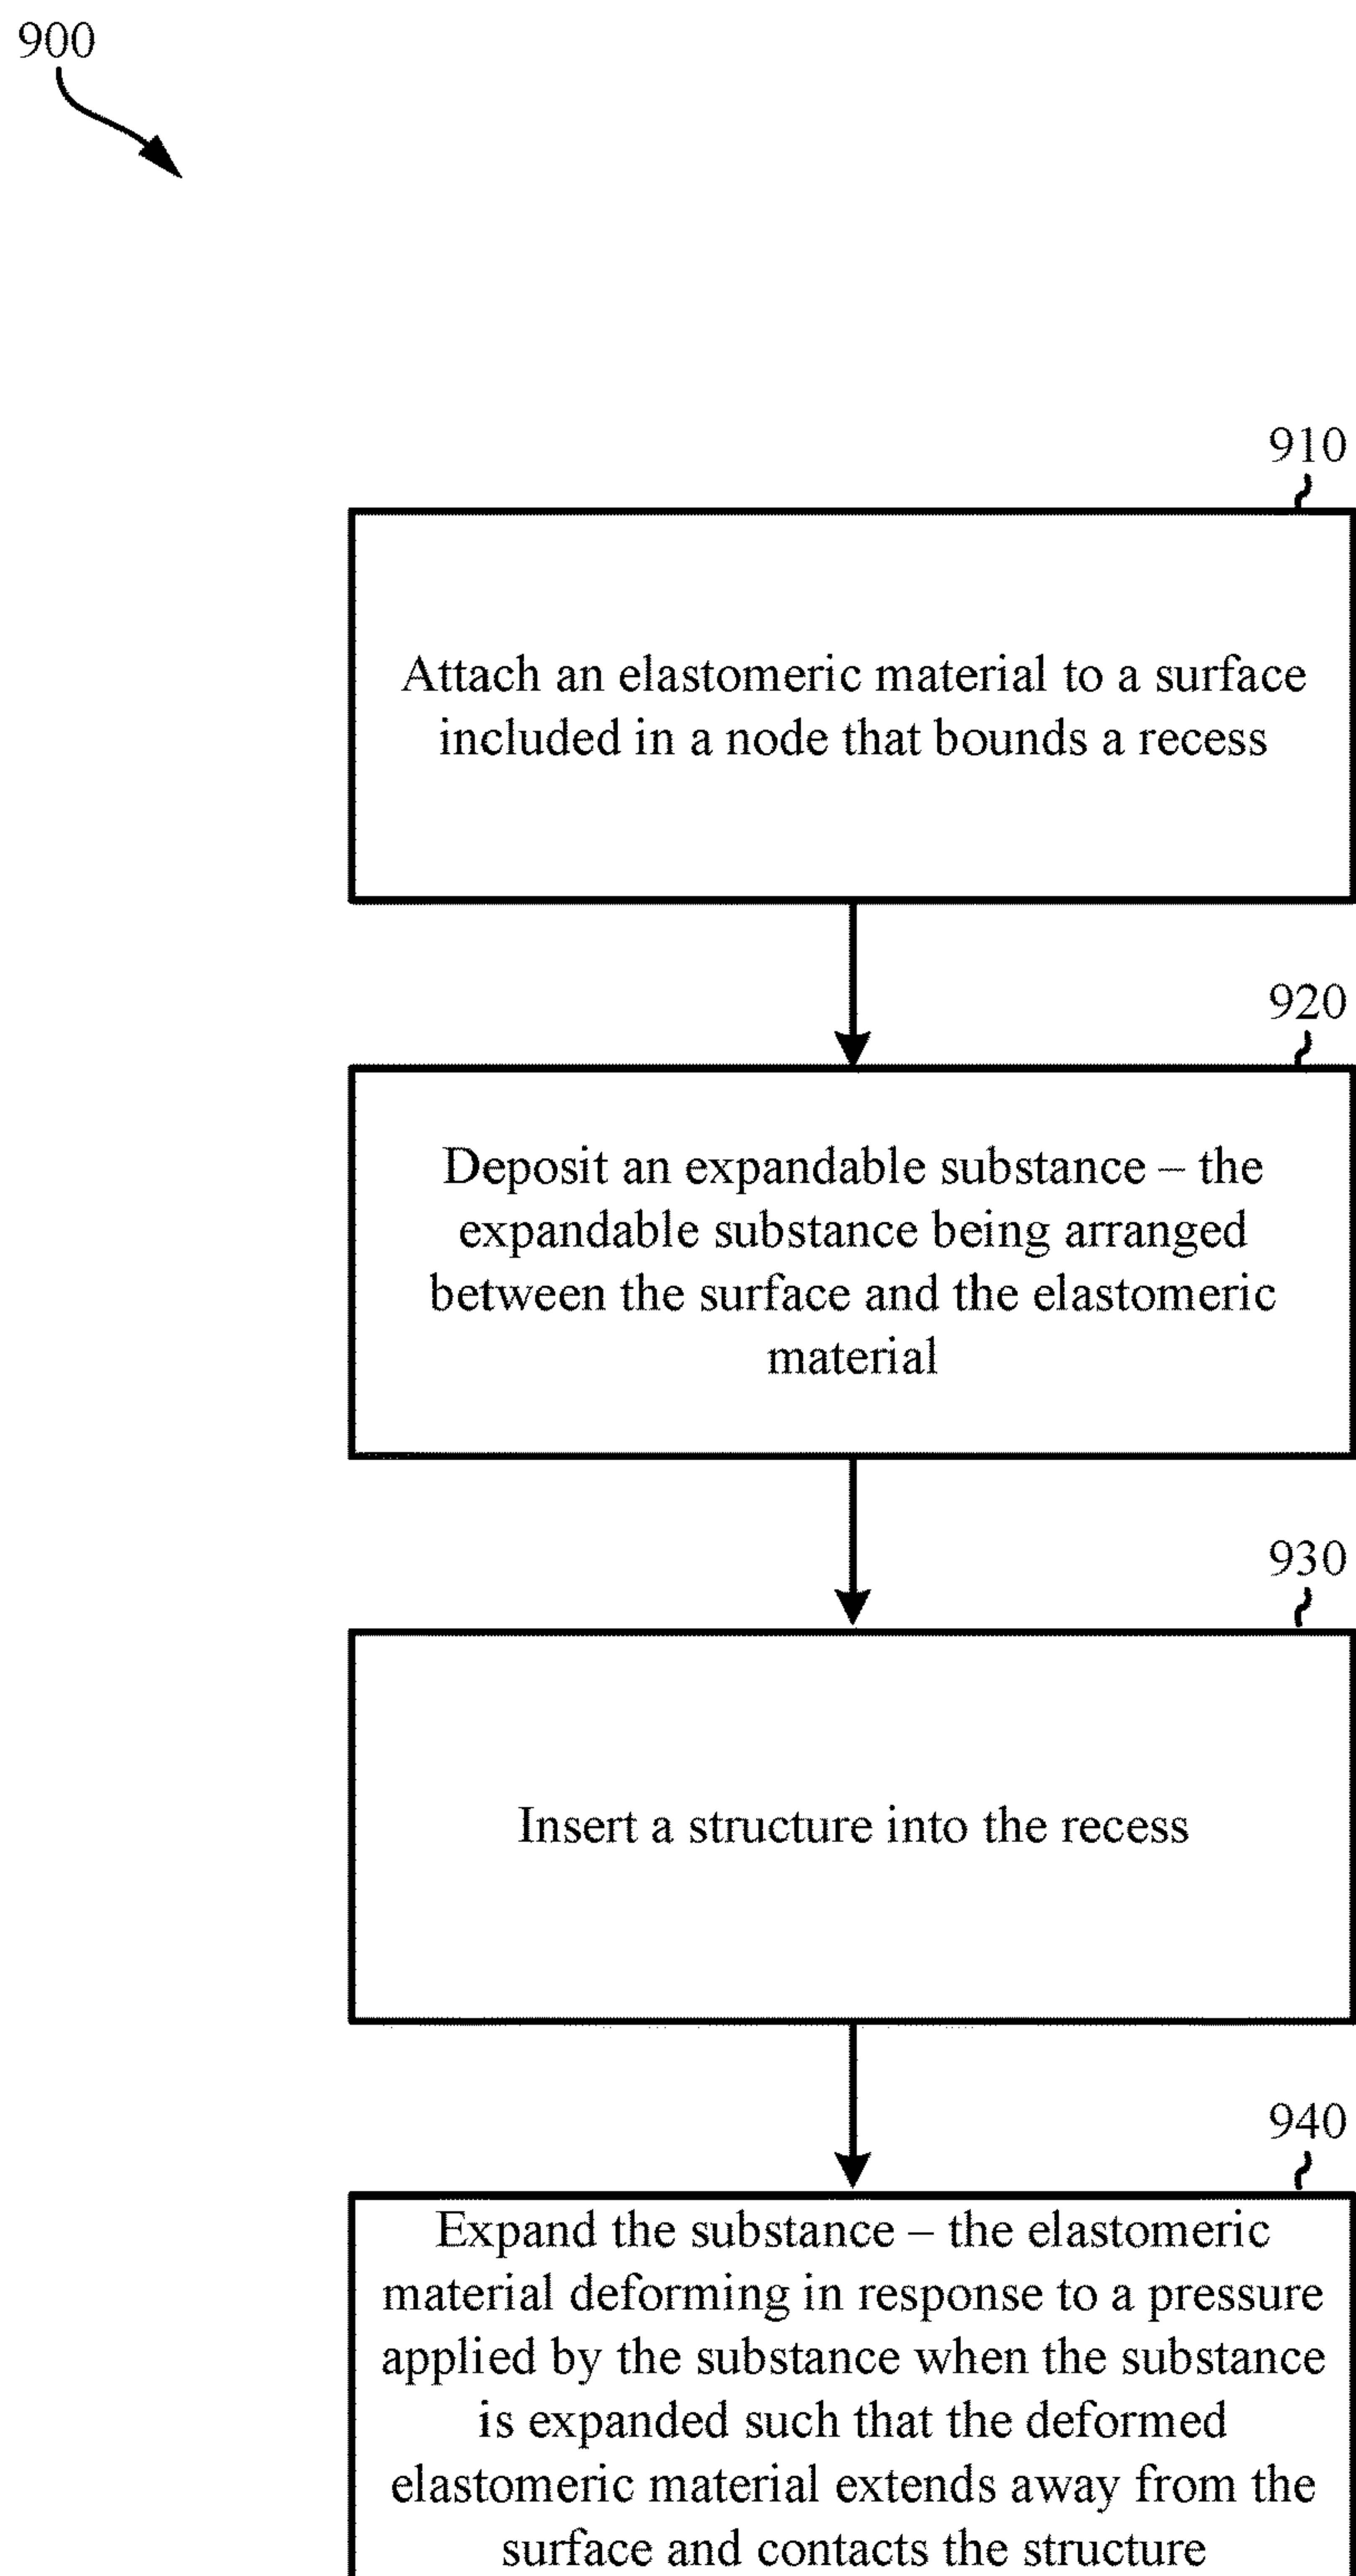 900
910
Attach an elastomeric material to a surface
included in a node that bounds a recess
920
Deposit an expandable substance – the
expandable substance being arranged
between the surface and the elastomeric
material
930
Insert a structure into the recess
940
Expand the substance – the elastomeric
material deforming in response to a pressure
applied by the substance when the substance
is expanded such that the deformed
elastomeric material extends away from the
surface and contacts the structure